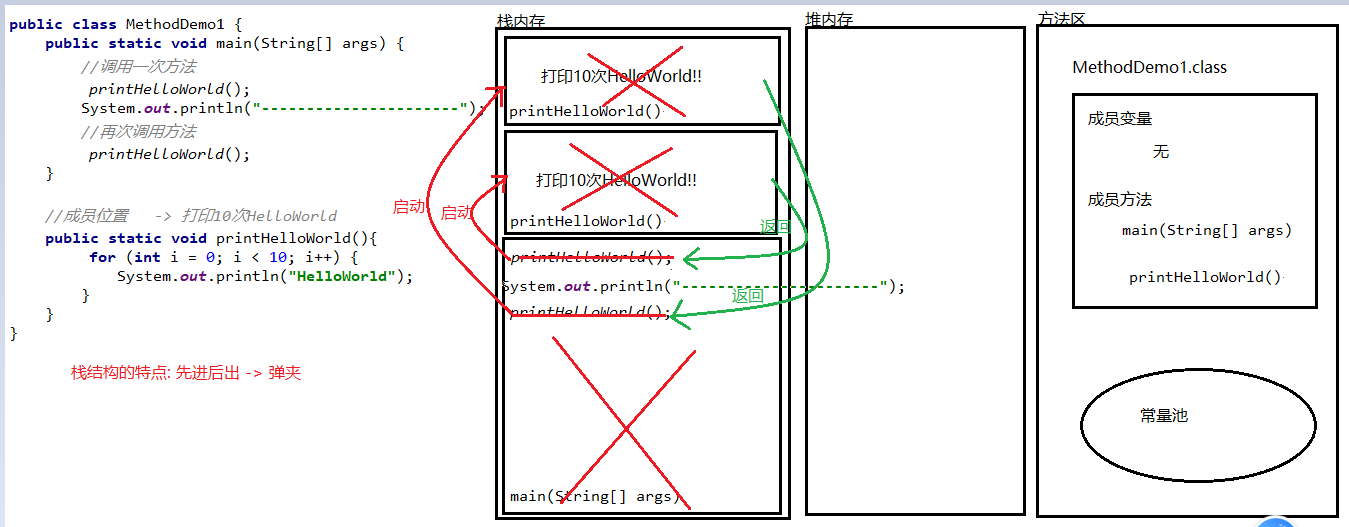 public class MethodDemo1 {
public static void main(String[] args) {
//调用一次方法
printHelloWorld();
System.out.println("----------------------");
//再次调用方法
printHelloWorld();
}
//成员位置 -> 打印10次HelloWorld
public static void printHelloWorld(){
for (int i = 0; i < 10; i++) {
System.out.println("HelloWorld");
}
}
}
栈结构的特点: 先进后出 -> 弹夹
栈内存
打印10次HelloWorld!!
printHelloWorld()
打印10次HelloWorld!!
printHelloWorld()
启动
启动
返回
printHelloWorld();
System.out.println("----------------------");
返回
printHelloWorld();
main(String[] args)
堆内存
方法区
MethodDemo1.class
成员变量
无
成员方法
main(String[] args)
printHelloWorld()
常量池